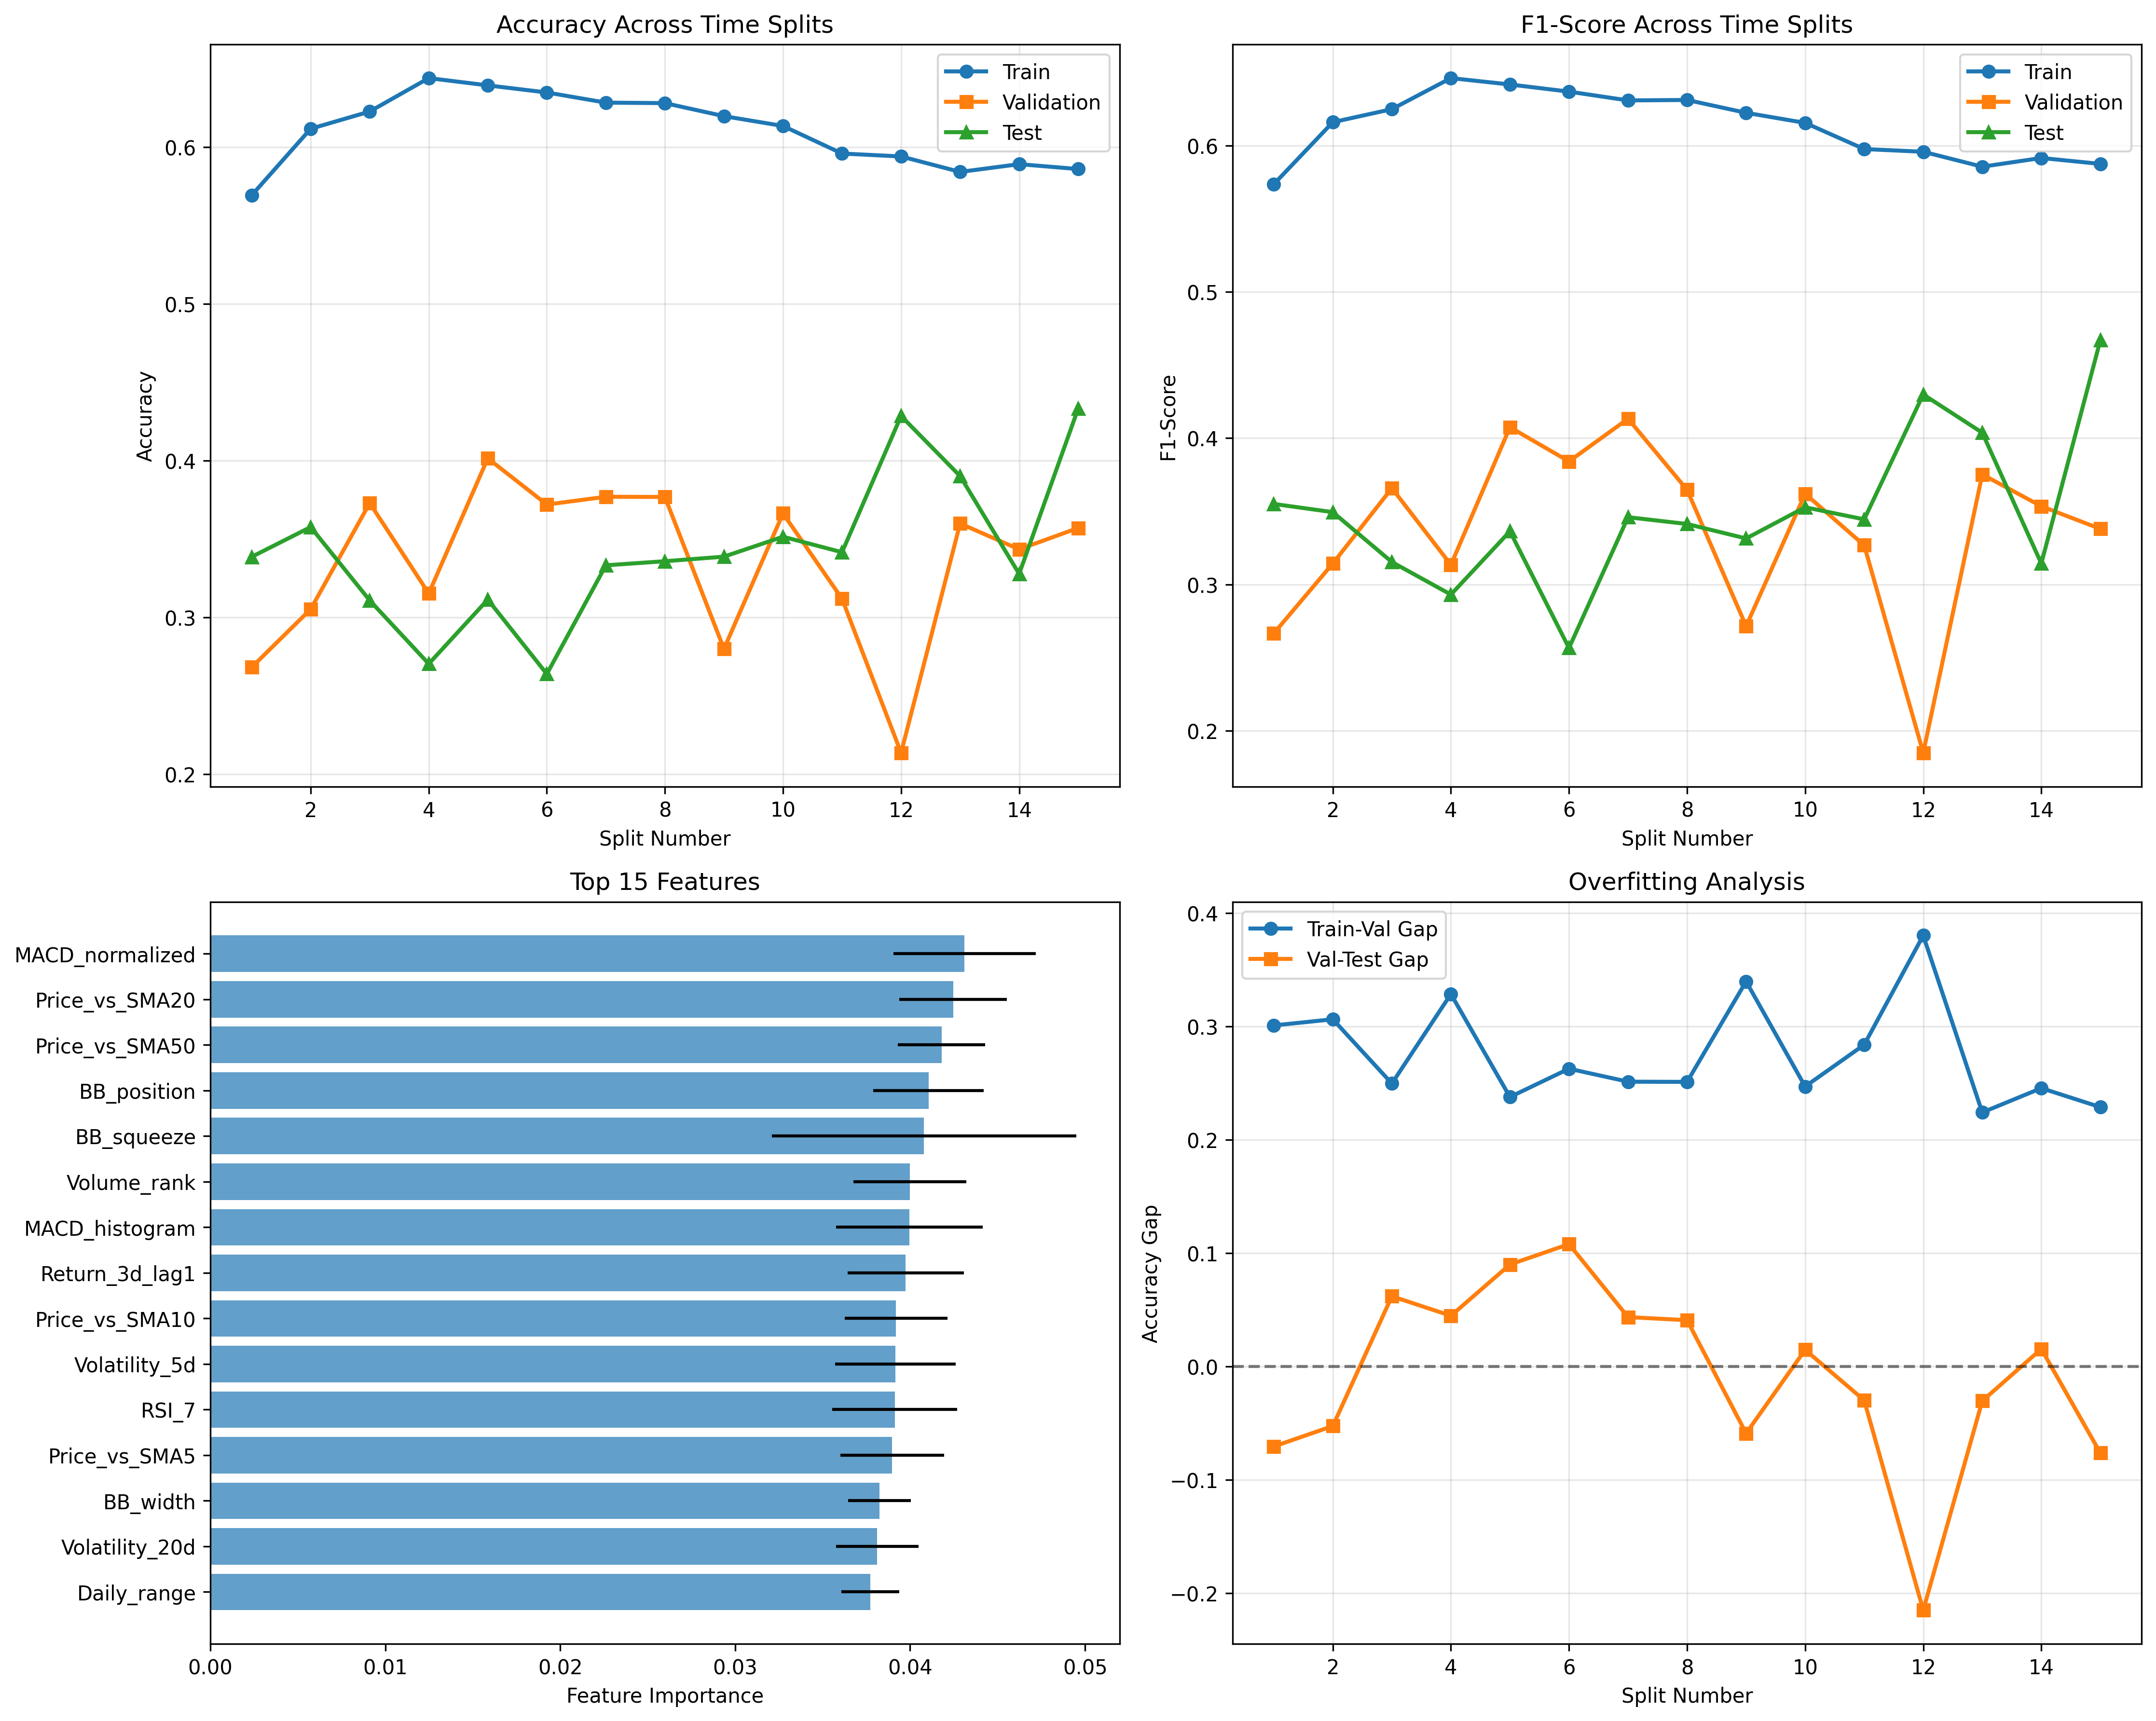 Accuracy Across Time Splits
Train
Validation
Test
0.6
0.5
0.4
0.3
0.2
Accuracy
2 4 6 8 10 12 14
Split Number
F1-Score Across Time Splits
Train
Validation
Test
0.6
0.5
0.4
0.3
0.2
F1-Score
2 4 6 8 10 12 14
Split Number
Top 15 Features
MACD_normalized
Price_vs_SMA20
Price_vs_SMA50
BB_position
BB_squeeze
Volume_rank
MACD_histogram
Return_3d_lag1
Price_vs_SMA10
Volatility_5d
RSI_7
Price_vs_SMA5
BB_width
Volatility_20d
Daily_range
0.00 0.01 0.02 0.03 0.04 0.05
Feature Importance
Overfitting Analysis
Train-Val Gap
Val-Test Gap
0.4
0.3
0.2
0.1
0.0
−0.1
−0.2
Accuracy Gap
2 4 6 8 10 12 14
Split Number